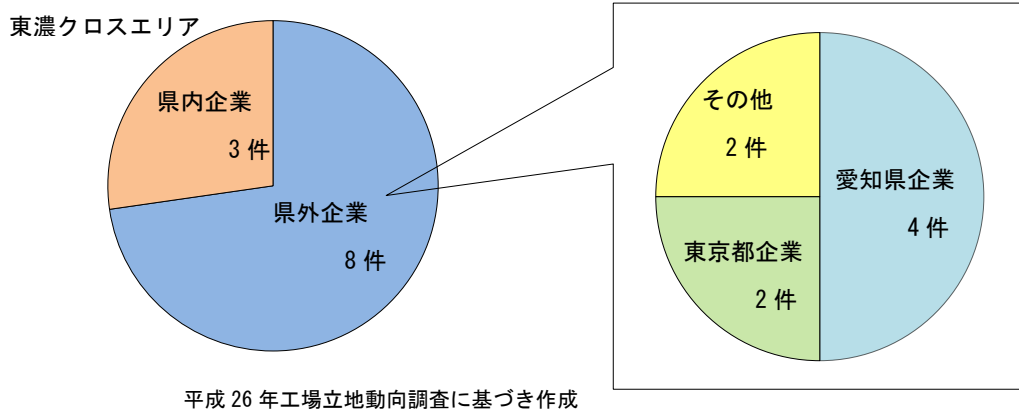 東濃クロスエリア
県内企業
3 件
県外企業
8 件
その他
2 件
愛知県企業
4 件
東京都企業
2 件
平成 26 年工場立地動向調査に基づき作成